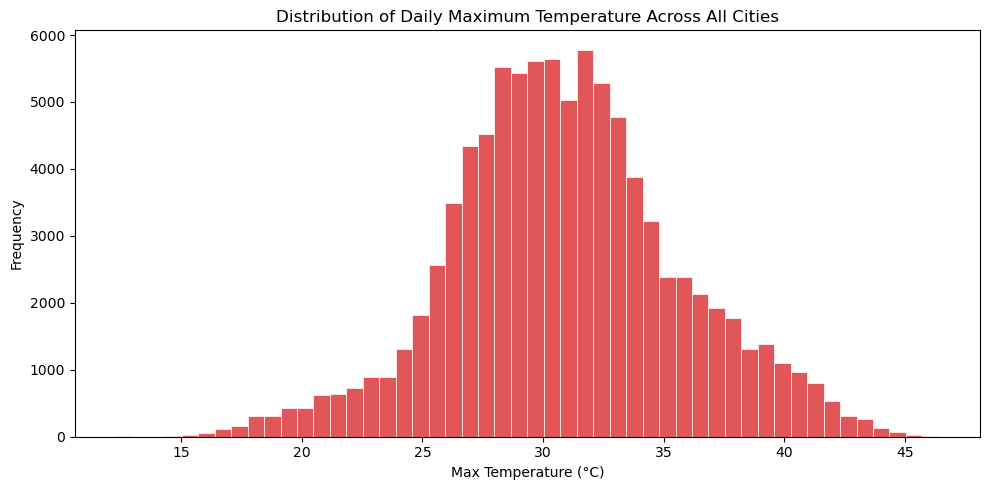 Distribution of Daily Maximum Temperature Across All Cities
6000
5000
4000
3000
2000
1000
0
Frequency
15 20 25 30 35 40 45
Max Temperature (°C)